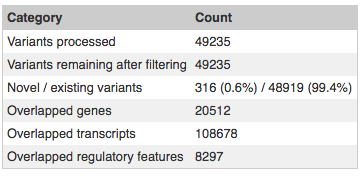 Category Count
Variants processed 49235
Variants remaining after filtering 49235
Novel / existing variants 316 (0.6%) / 48919 (99.4%)
Overlapped genes 20512
Overlapped transcripts 108678
Overlapped regulatory features 8297